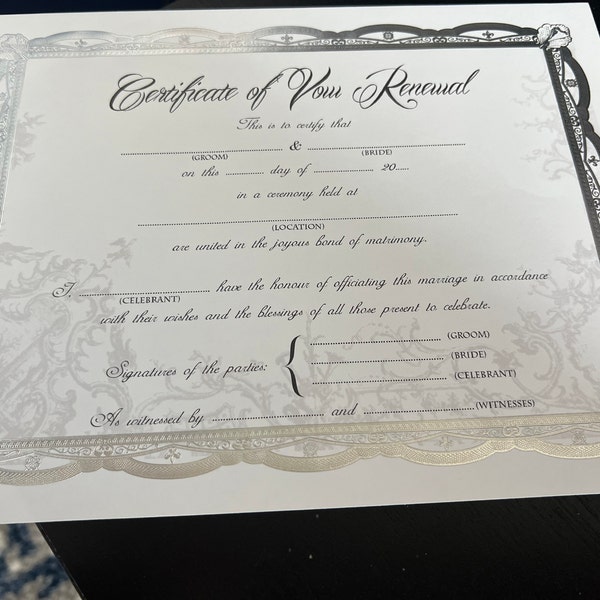 Certificate of Vow Renewal
This is to certify that
........................ & ........................
(GROOM) (BRIDE)
on this ............ day of .................. 20.....
in a ceremony held at
................................................
(LOCATION)
are united in the joyous bond of matrimony.
I, ........................ have the honour of officiating this marriage in accordance
(CELEBRANT)
with their wishes and the blessings of all those present to celebrate.
........................ (GROOM)
Signatures of the parties: { ........................ (BRIDE)
........................ (CELEBRANT)
As witnessed by ........................ and ........................ (WITNESSES)